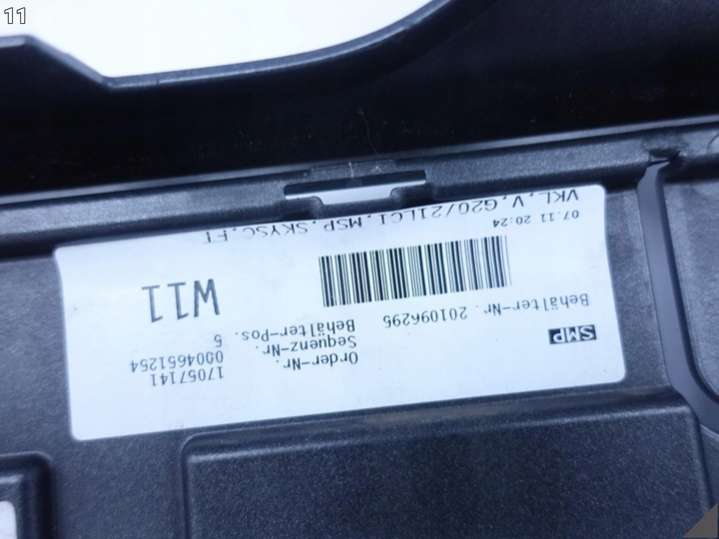 11
SMP
Order-Nr. 17057141
Sequenz-Nr. 0004651254
Behälter-Pos. 5
Behälter-Nr. 201096295
W11
07.11 20:24
VKL.V.G20/21LCI.MSP.SKYSC.FT